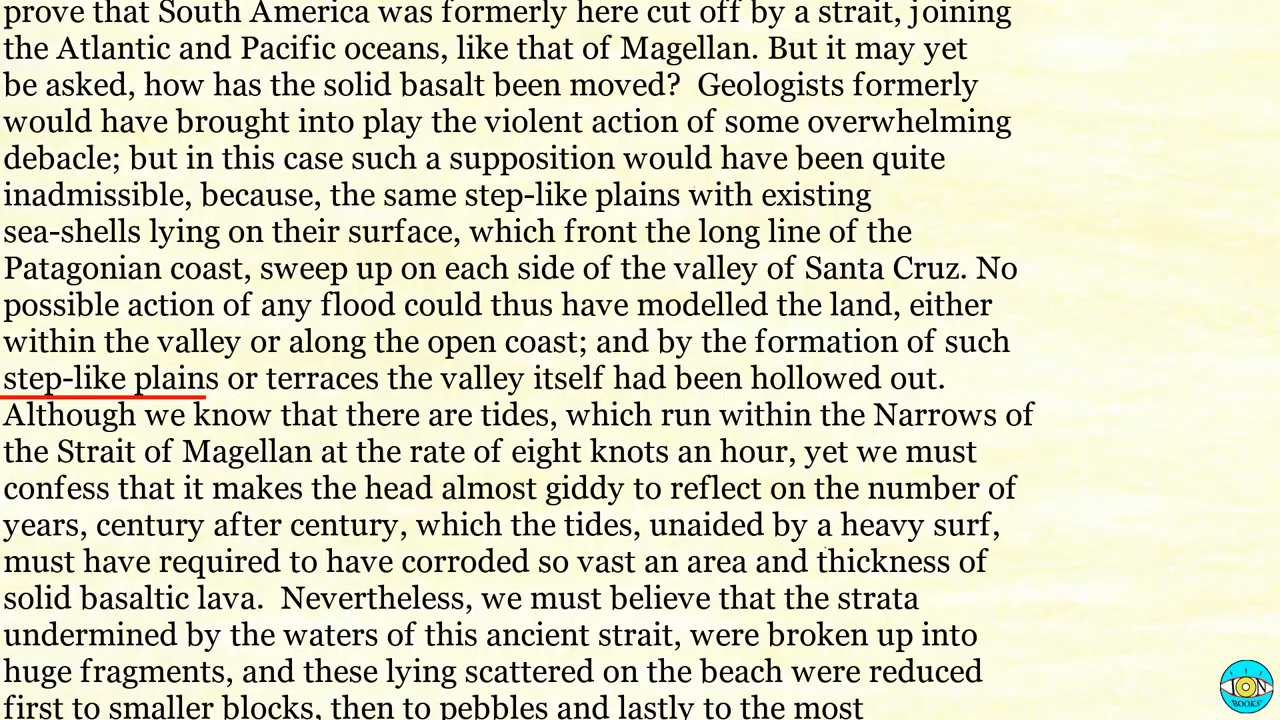 prove that South America was formerly here cut off by a strait, joining
the Atlantic and Pacific oceans, like that of Magellan. But it may yet
be asked, how has the solid basalt been moved?  Geologists formerly
would have brought into play the violent action of some overwhelming
debacle; but in this case such a supposition would have been quite
inadmissible, because, the same step-like plains with existing
sea-shells lying on their surface, which front the long line of the
Patagonian coast, sweep up on each side of the valley of Santa Cruz. No
possible action of any flood could thus have modelled the land, either
within the valley or along the open coast; and by the formation of such
step-like plains or terraces the valley itself had been hollowed out.
Although we know that there are tides, which run within the Narrows of
the Strait of Magellan at the rate of eight knots an hour, yet we must
confess that it makes the head almost giddy to reflect on the number of
years, century after century, which the tides, unaided by a heavy surf,
must have required to have corroded so vast an area and thickness of
solid basaltic lava.  Nevertheless, we must believe that the strata
undermined by the waters of this ancient strait, were broken up into
huge fragments, and these lying scattered on the beach were reduced
first to smaller blocks, then to pebbles and lastly to the most
ION
BOOKS